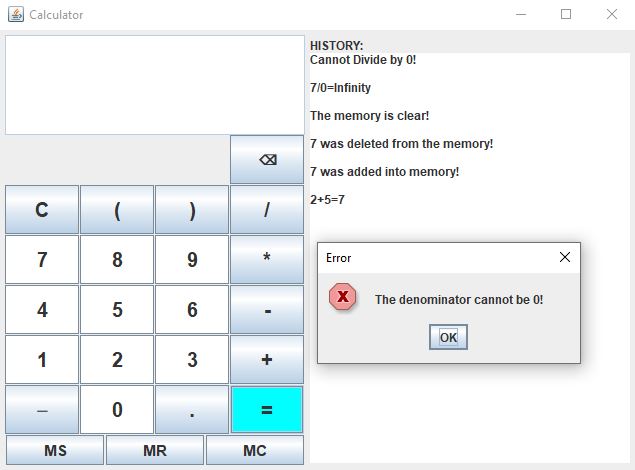 Calculator
HISTORY:
Cannot Divide by 0!
7/0=Infinity
The memory is clear!
7 was deleted from the memory!
7 was added into memory!
2+5=7
⌫
C ( ) /
7 8 9 *
4 5 6 -
1 2 3 +
– 0 . =
MS MR MC
Error
The denominator cannot be 0!
OK